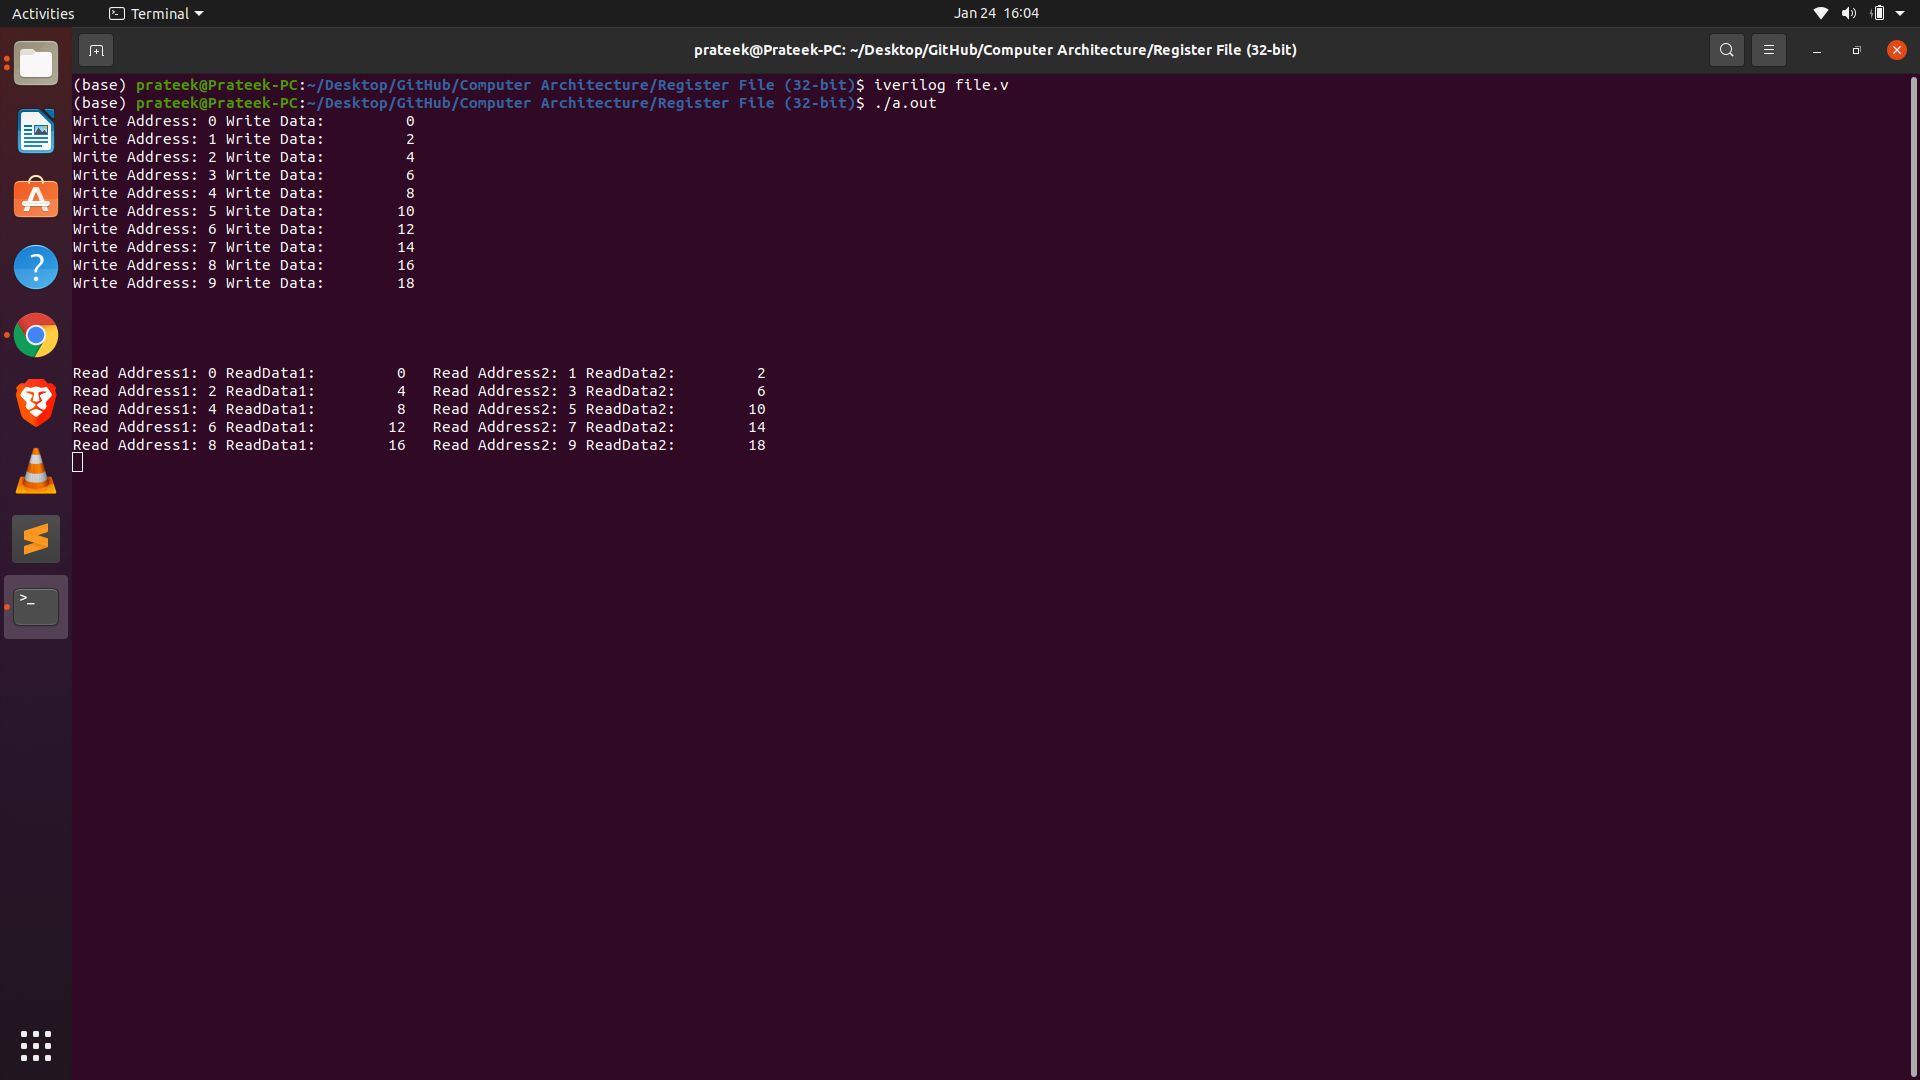 Activities Terminal Jan 24 16:04
prateek@Prateek-PC: ~/Desktop/GitHub/Computer Architecture/Register File (32-bit)
(base) prateek@Prateek-PC:~/Desktop/GitHub/Computer Architecture/Register File (32-bit)$ iverilog file.v
(base) prateek@Prateek-PC:~/Desktop/GitHub/Computer Architecture/Register File (32-bit)$ ./a.out
Write Address: 0 Write Data:         0
Write Address: 1 Write Data:         2
Write Address: 2 Write Data:         4
Write Address: 3 Write Data:         6
Write Address: 4 Write Data:         8
Write Address: 5 Write Data:        10
Write Address: 6 Write Data:        12
Write Address: 7 Write Data:        14
Write Address: 8 Write Data:        16
Write Address: 9 Write Data:        18
Read Address1: 0 ReadData1:         0   Read Address2: 1 ReadData2:         2
Read Address1: 2 ReadData1:         4   Read Address2: 3 ReadData2:         6
Read Address1: 4 ReadData1:         8   Read Address2: 5 ReadData2:        10
Read Address1: 6 ReadData1:        12   Read Address2: 7 ReadData2:        14
Read Address1: 8 ReadData1:        16   Read Address2: 9 ReadData2:        18